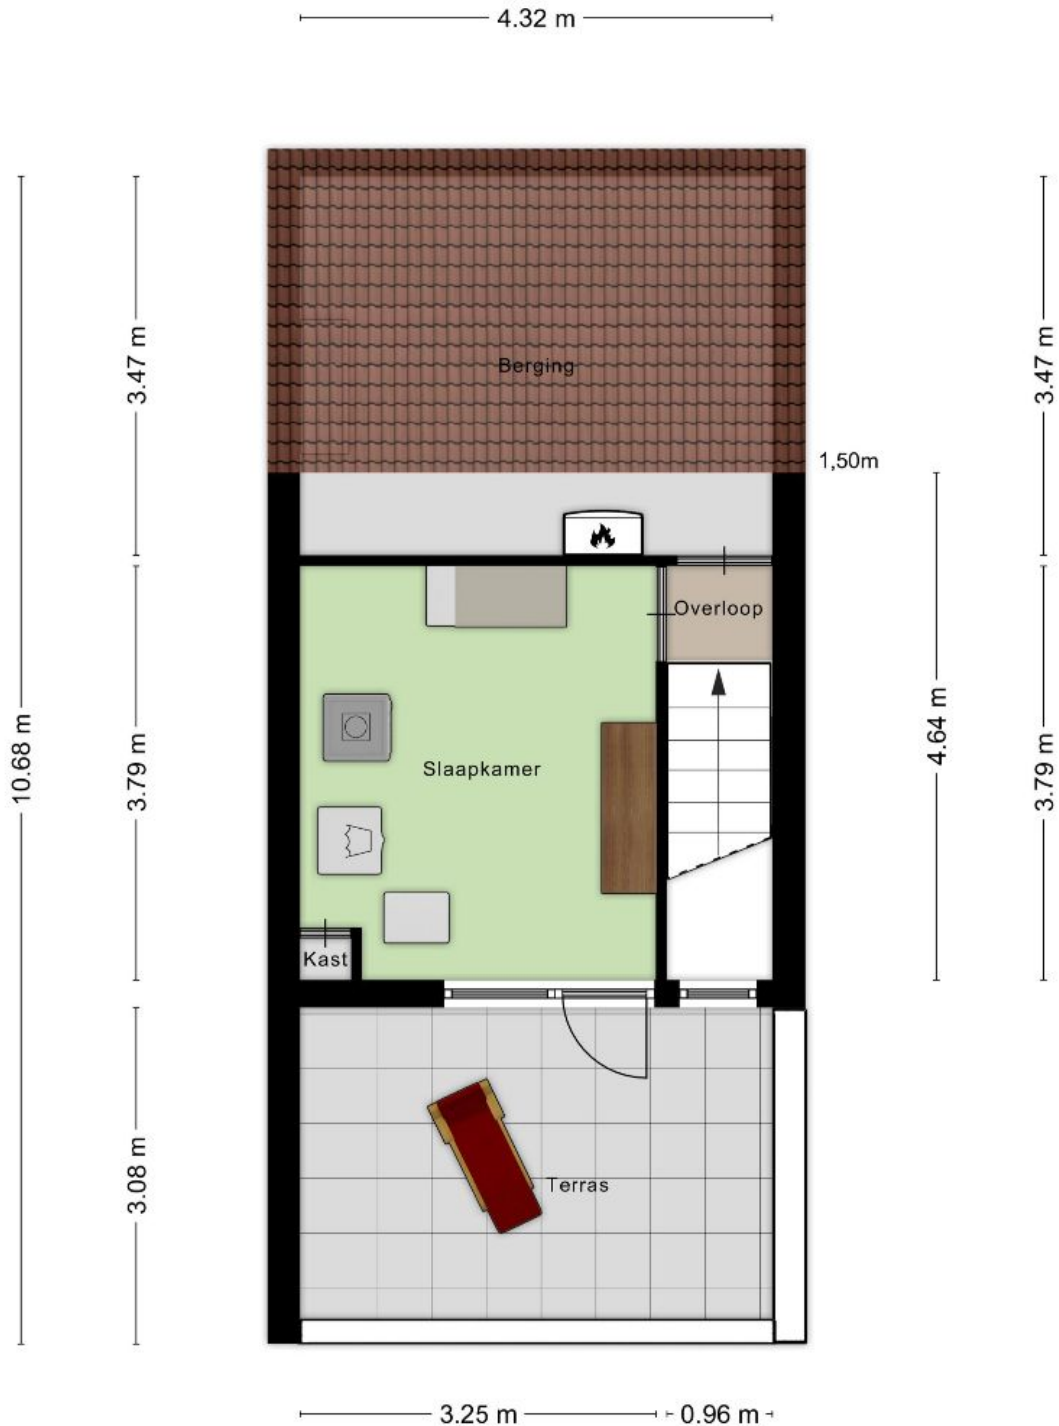 4.32 m
3.47 m
3.47 m
Berging
1,50m
Overloop
10.68 m
3.79 m
Slaapkamer
4.64 m
3.79 m
Kast
3.08 m
Terras
3.25 m
0.96 m